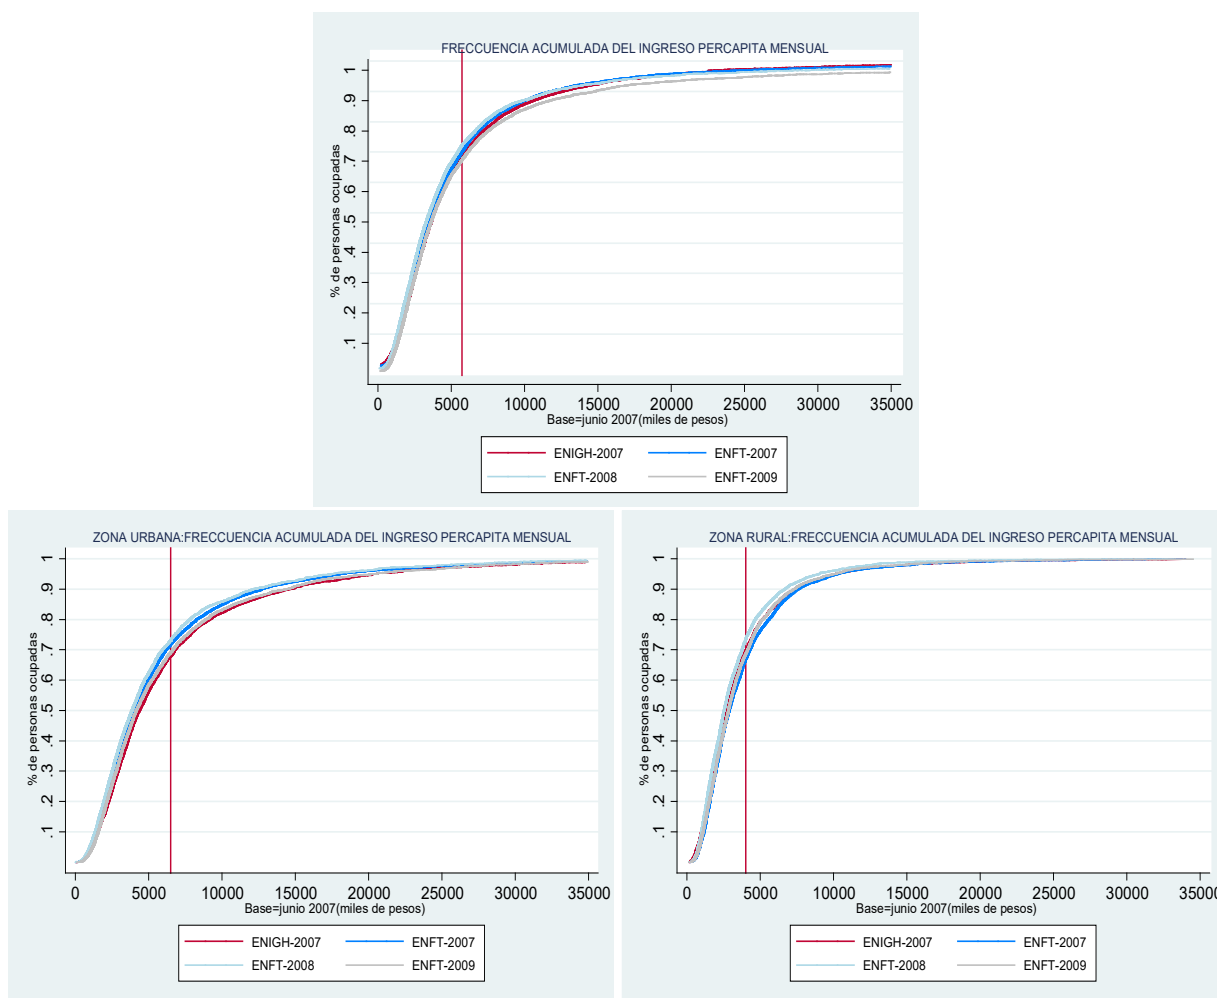 FRECCUENCIA ACUMULADA DEL INGRESO PERCAPITA MENSUAL
% de personas ocupadas
1
.9
.8
.7
.6
.5
.4
.3
.2
.1
0 5000 10000 15000 20000 25000 30000 35000
Base=junio 2007(miles de pesos)
ENIGH-2007 ENFT-2007
ENFT-2008 ENFT-2009
ZONA URBANA:FRECCUENCIA ACUMULADA DEL INGRESO PERCAPITA MENSUAL
% de personas ocupadas
1
.9
.8
.7
.6
.5
.4
.3
.2
.1
0 5000 10000 15000 20000 25000 30000 35000
Base=junio 2007(miles de pesos)
ENIGH-2007 ENFT-2007
ENFT-2008 ENFT-2009
ZONA RURAL:FRECCUENCIA ACUMULADA DEL INGRESO PERCAPITA MENSUAL
% de personas ocupadas
1
.9
.8
.7
.6
.5
.4
.3
.2
.1
0 5000 10000 15000 20000 25000 30000 35000
Base=junio 2007(miles de pesos)
ENIGH-2007 ENFT-2007
ENFT-2008 ENFT-2009